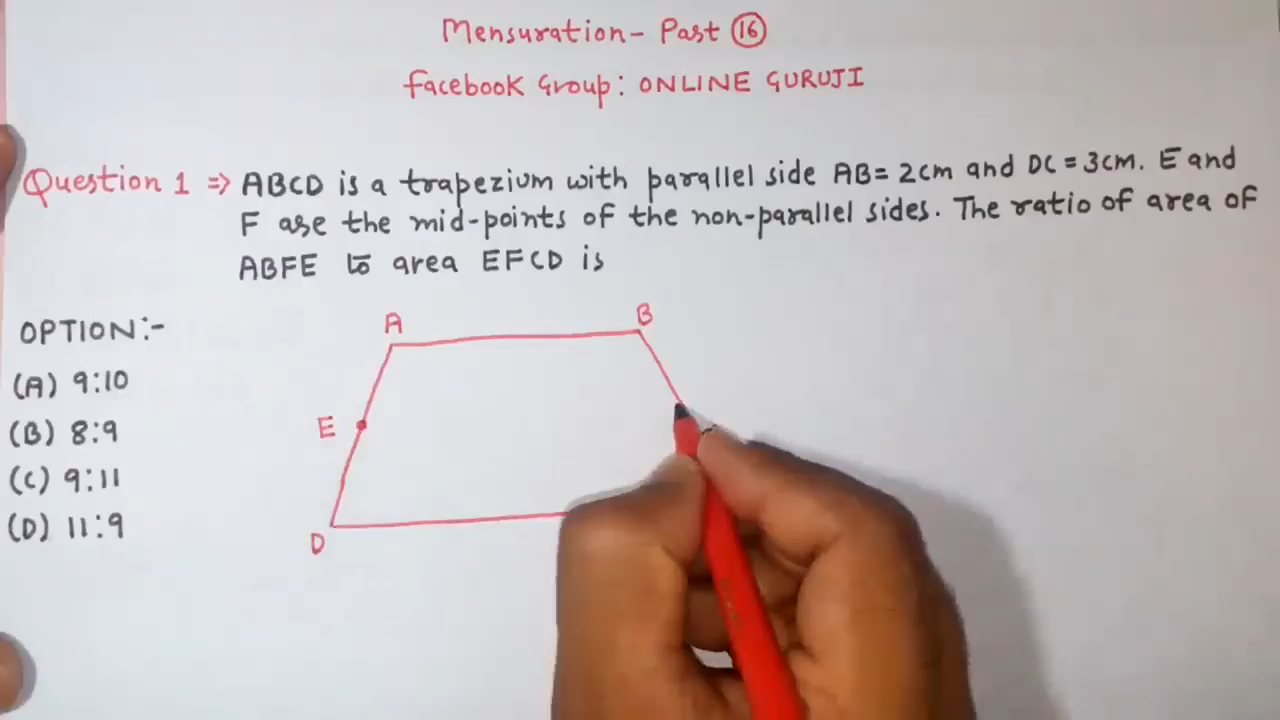 Mensuration- Part 16
Facebook Group: ONLINE GURUJI
Question 1 => ABCD is a trapezium with parallel side AB= 2cm and DC = 3cm. E and
F are the mid-points of the non-parallel sides. The ratio of area of
ABFE to area EFCD is
OPTION:-
(A) 9:10
(B) 8:9
(C) 9:11
(D) 11:9
A
B
E
D